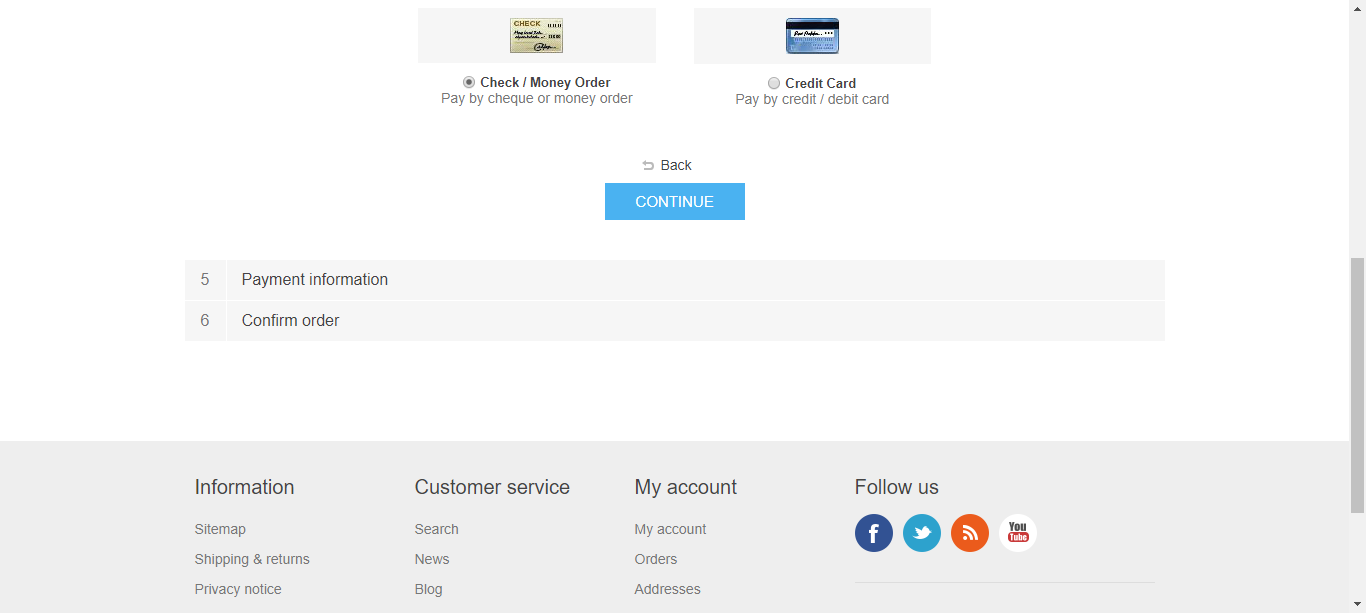 CHECK
Check / Money Order
Pay by cheque or money order
Credit Card
Pay by credit / debit card
Back
CONTINUE
5 Payment information
6 Confirm order
Information
Sitemap
Shipping & returns
Privacy notice
Customer service
Search
News
Blog
My account
My account
Orders
Addresses
Follow us
f
You
Tube